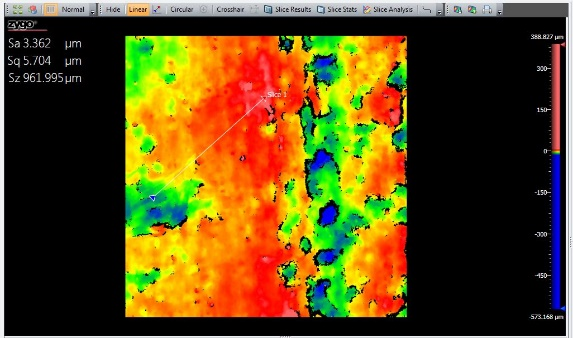 Normal Hide Linear Circular Crosshair Slice Results Slice Stats Slice Analysis
zygo
Sa 3.362 µm
Sq 5.704 µm
Sz 961.995 µm
Slice 1
388.827 µm
300
150
0
-150
-300
-450
-573.168 µm